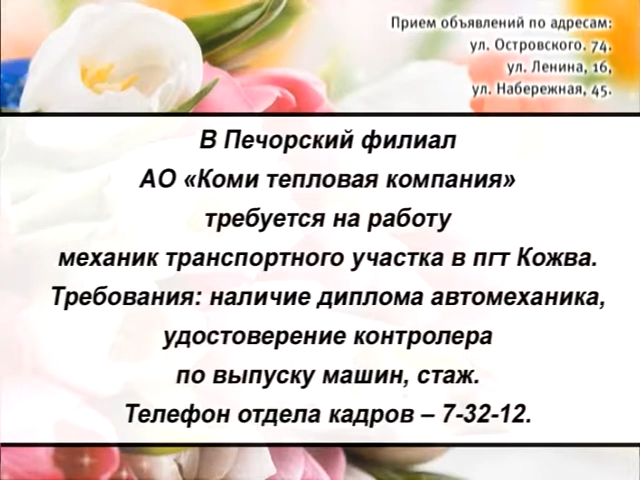 Прием объявлений по адресам:
ул. Островского. 74.
ул. Ленина, 16,
ул. Набережная, 45.
В Печорский филиал
АО «Коми тепловая компания»
требуется на работу
механик транспортного участка в пгт Кожва.
Требования: наличие диплома автомеханика,
удостоверение контролера
по выпуску машин, стаж.
Телефон отдела кадров – 7-32-12.